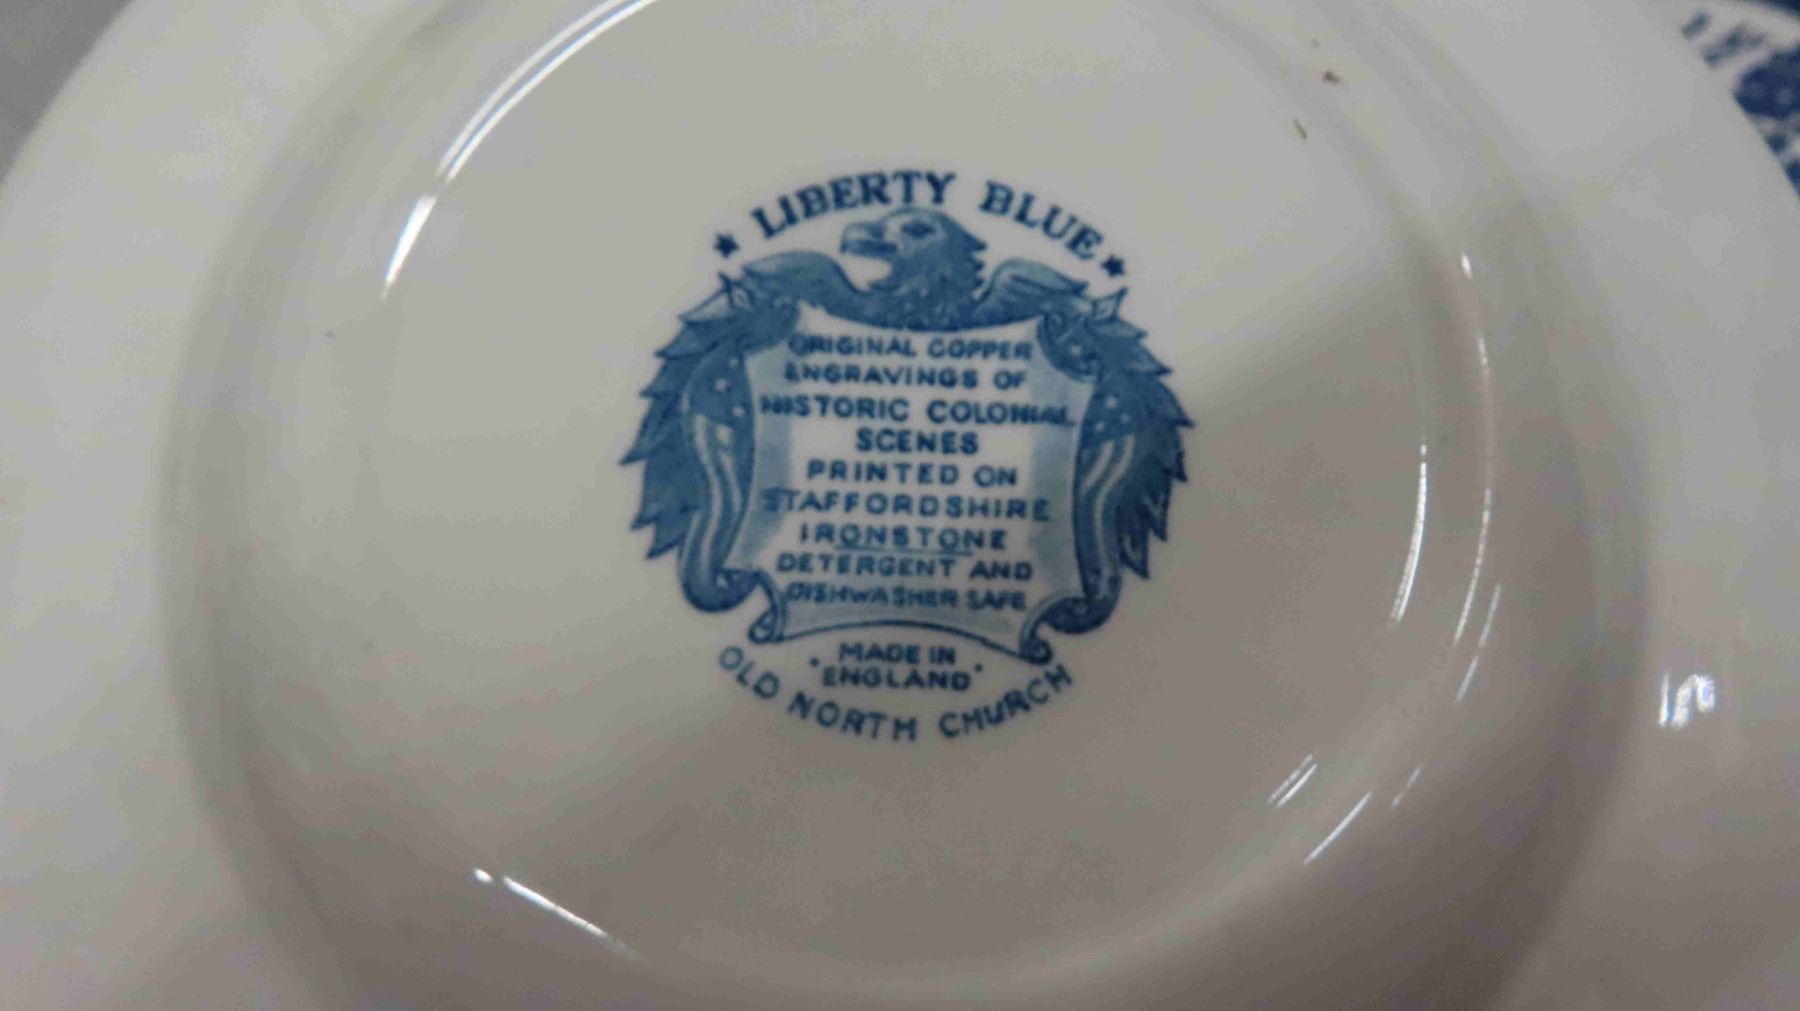 LIBERTY BLUE
ORIGINAL COPPER
ENGRAVINGS OF
HISTORIC COLONIAL
SCENES
PRINTED ON
STAFFORDSHIRE
IRONSTONE
DETERGENT AND
DISHWASHER SAFE
MADE IN
ENGLAND
OLD NORTH CHURCH